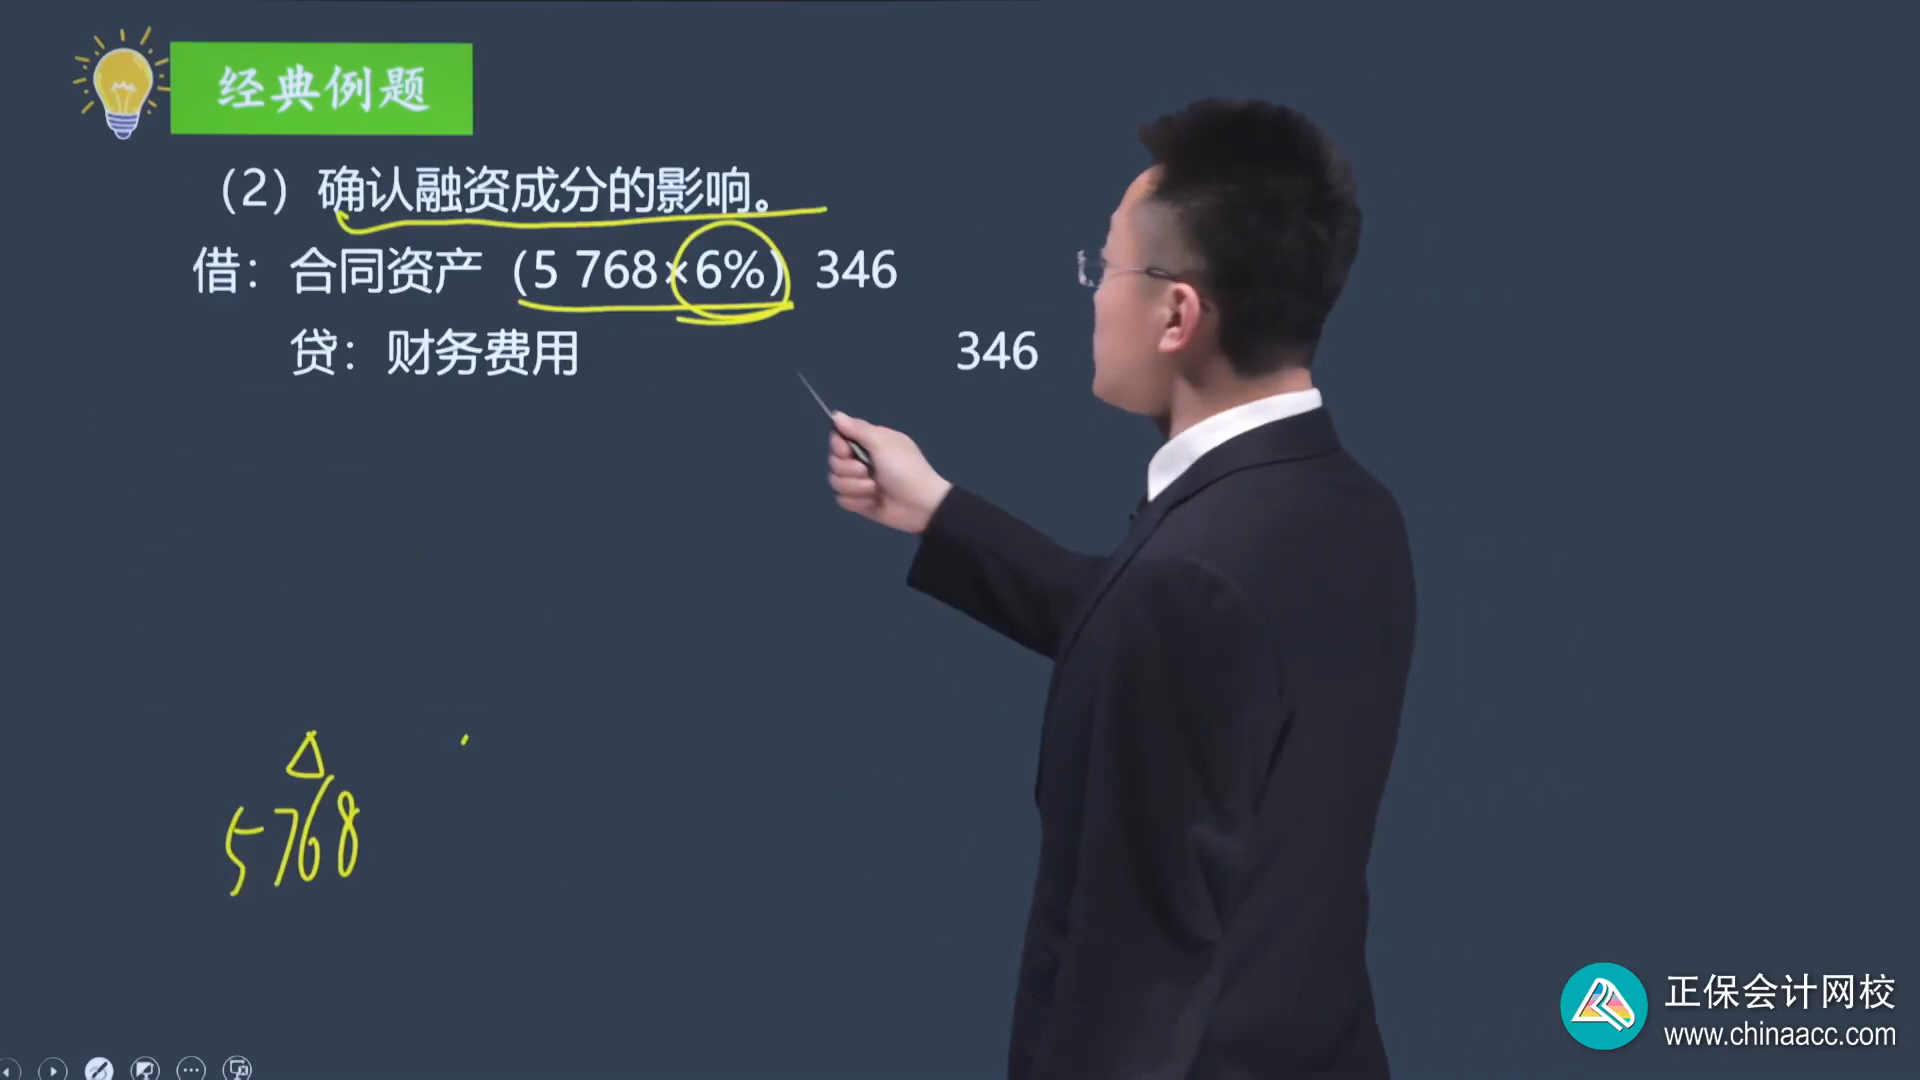 经典例题
（2）确认融资成分的影响。
借：合同资产（5 768×6%） 346
贷：财务费用 346
5768
正保会计网校
www.chinaacc.com